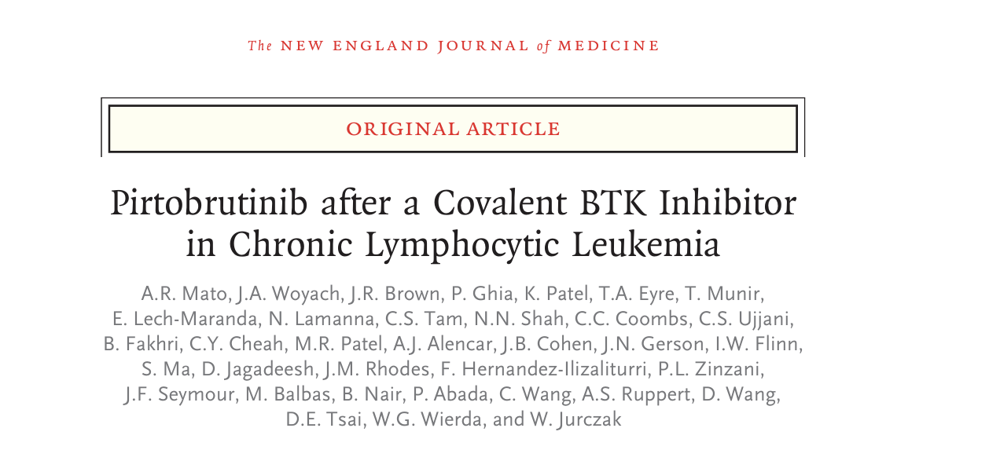 The NEW ENGLAND JOURNAL of MEDICINE
ORIGINAL ARTICLE
Pirtobrutinib after a Covalent BTK Inhibitor
in Chronic Lymphocytic Leukemia
A.R. Mato, J.A. Woyach, J.R. Brown, P. Ghia, K. Patel, T.A. Eyre, T. Munir,
E. Lech-Maranda, N. Lamanna, C.S. Tam, N.N. Shah, C.C. Coombs, C.S. Ujjani,
B. Fakhri, C.Y. Cheah, M.R. Patel, A.J. Alencar, J.B. Cohen, J.N. Gerson, I.W. Flinn,
S. Ma, D. Jagadeesh, J.M. Rhodes, F. Hernandez-Ilizaliturri, P.L. Zinzani,
J.F. Seymour, M. Balbas, B. Nair, P. Abada, C. Wang, A.S. Ruppert, D. Wang,
D.E. Tsai, W.G. Wierda, and W. Jurczak